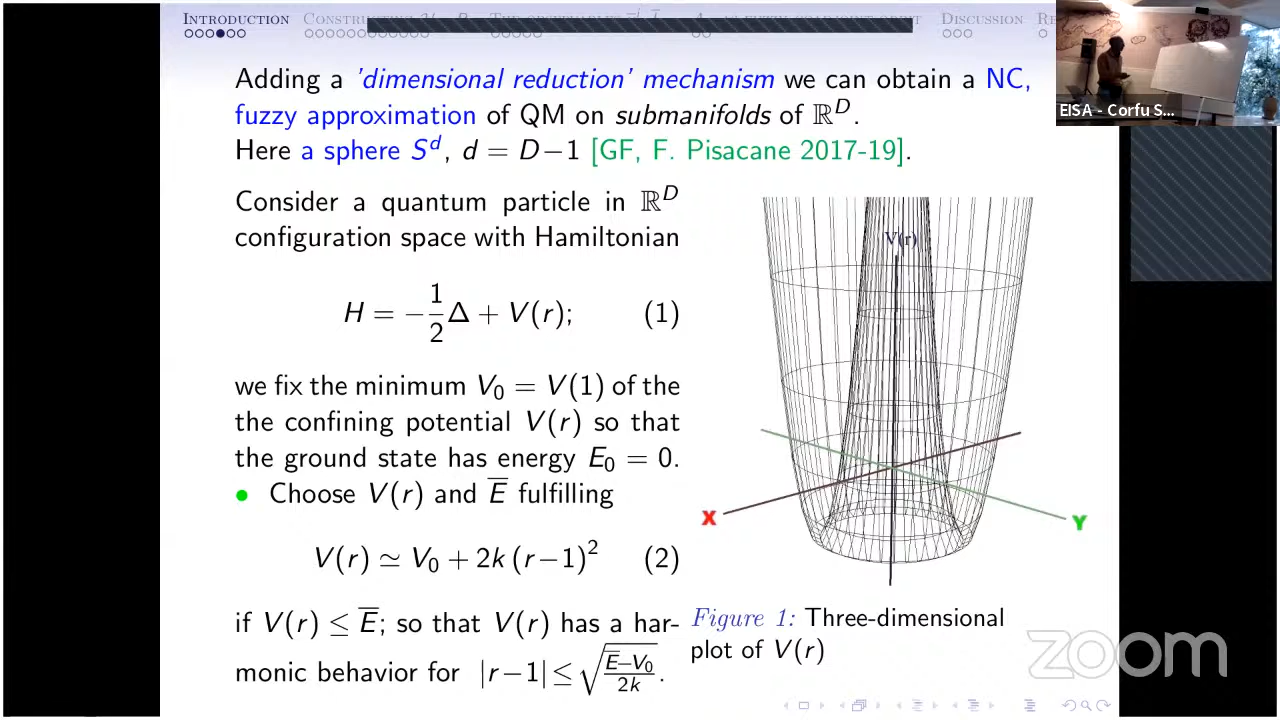 INTRODUCTION
DISCUSSION
Adding a 'dimensional reduction' mechanism we can obtain a NC,
fuzzy approximation of QM on submanifolds of ℝ^D.
Here a sphere S^d, d = D−1 [GF, F. Pisacane 2017-19].
Consider a quantum particle in ℝ^D
configuration space with Hamiltonian
H = −1/2 Δ + V(r); (1)
we fix the minimum V₀ = V(1) of the
the confining potential V(r) so that
the ground state has energy E₀ = 0.
• Choose V(r) and E̅ fulfilling
V(r) ≃ V₀ + 2k (r−1)² (2)
if V(r) ≤ E̅; so that V(r) has a har-
monic behavior for |r−1| ≤ √((E̅−V₀)/2k).
V(r)
X
Y
Figure 1: Three-dimensional
plot of V(r)
EISA - Corfu S...
zoom